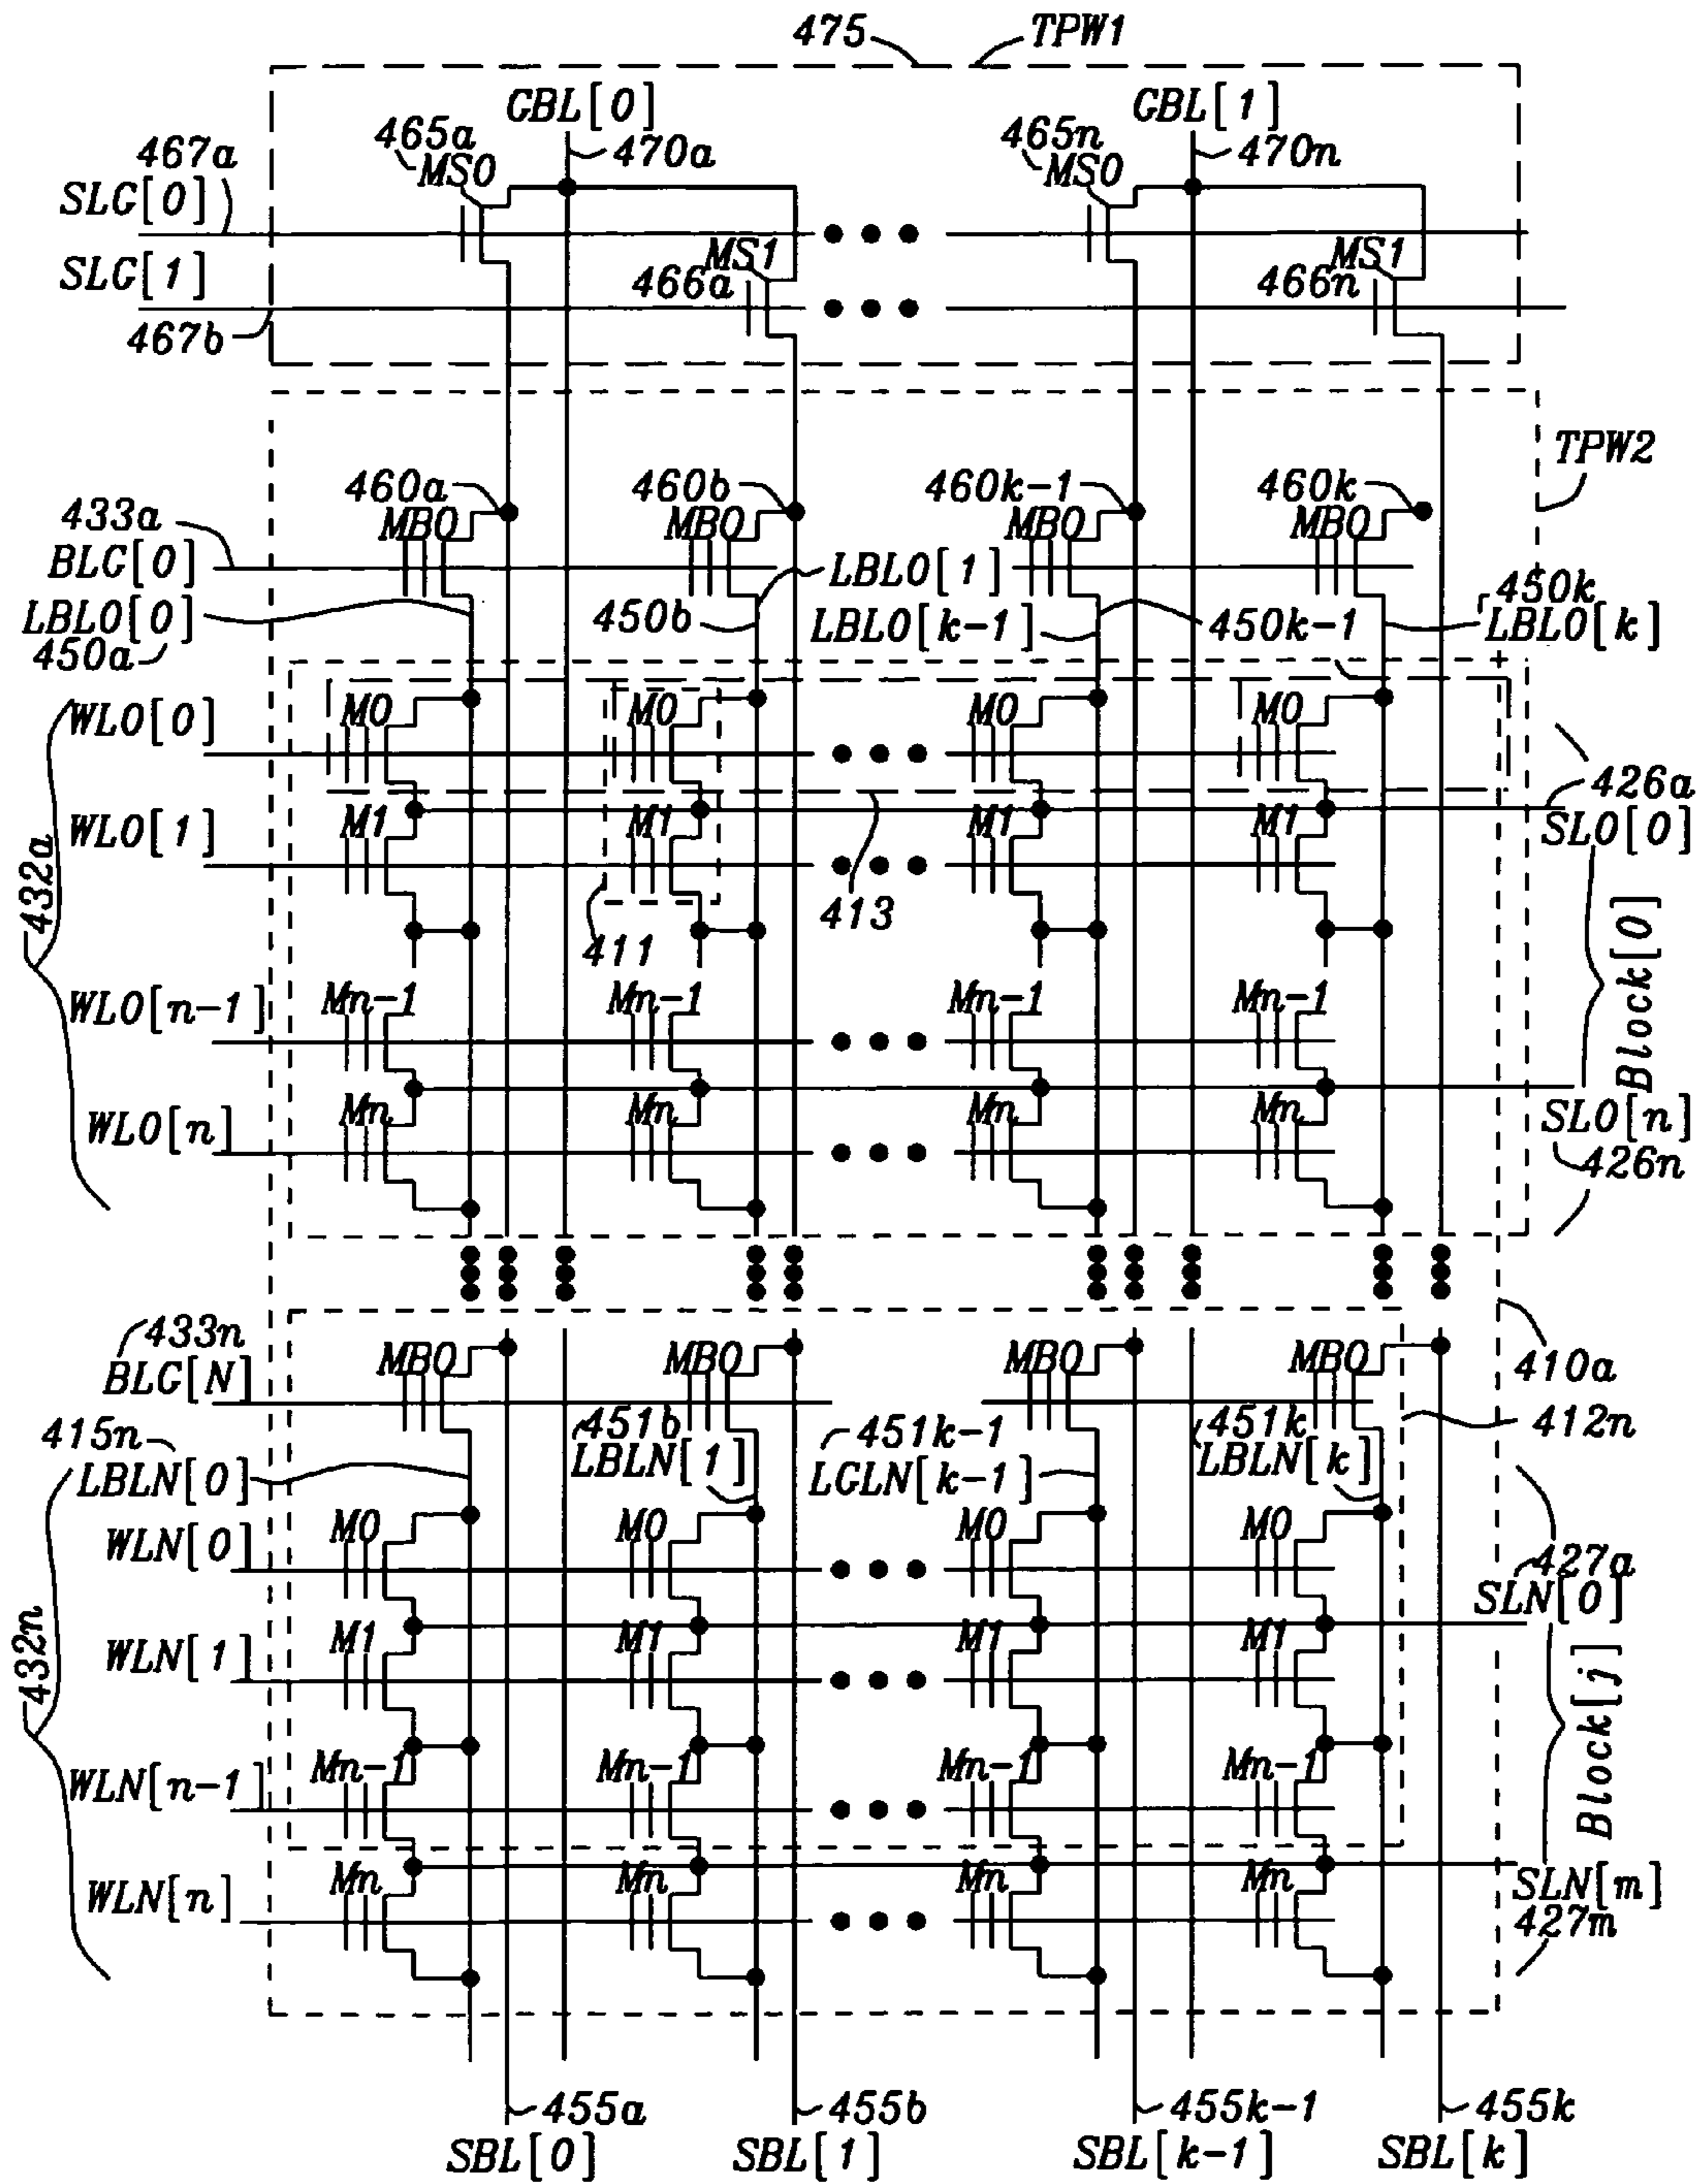 475 TPW1
GBL[0] GBL[1]
465a 465n
467a MS0 470a MS0 470n
SLG[0]
SLG[1] MS1 MS1
466a 466n
467b
TPW2
460a 460b 460k-1 460k
433a MB0 MB0 MB0 MB0
BLG[0] LBL0[1] 450k
LBL0[0] 450b LBL0[k-1] 450k-1 LBL0[k]
450a
WL0[0] M0 M0 M0 M0
426a
WL0[1] M1 M1 M1 M1 SL0[0]
432a 413 Block[0]
411
WL0[n-1] Mn-1 Mn-1 Mn-1 Mn-1
WL0[n] Mn Mn Mn Mn SL0[n]
426n
433n MB0 MB0 MB0 MB0 410a
BLG[N]
415n 451b 451k-1 451k 412n
LBLN[0] LBLN[1] LGLN[k-1] LBLN[k]
WLN[0] M0 M0 M0 M0 427a
SLN[0]
WLN[1] M1 M1 M1 M1
432n Block[j]
WLN[n-1] Mn-1 Mn-1 Mn-1 Mn-1
WLN[n] Mn Mn Mn Mn SLN[m]
427m
455a 455b 455k-1 455k
SBL[0] SBL[1] SBL[k-1] SBL[k]